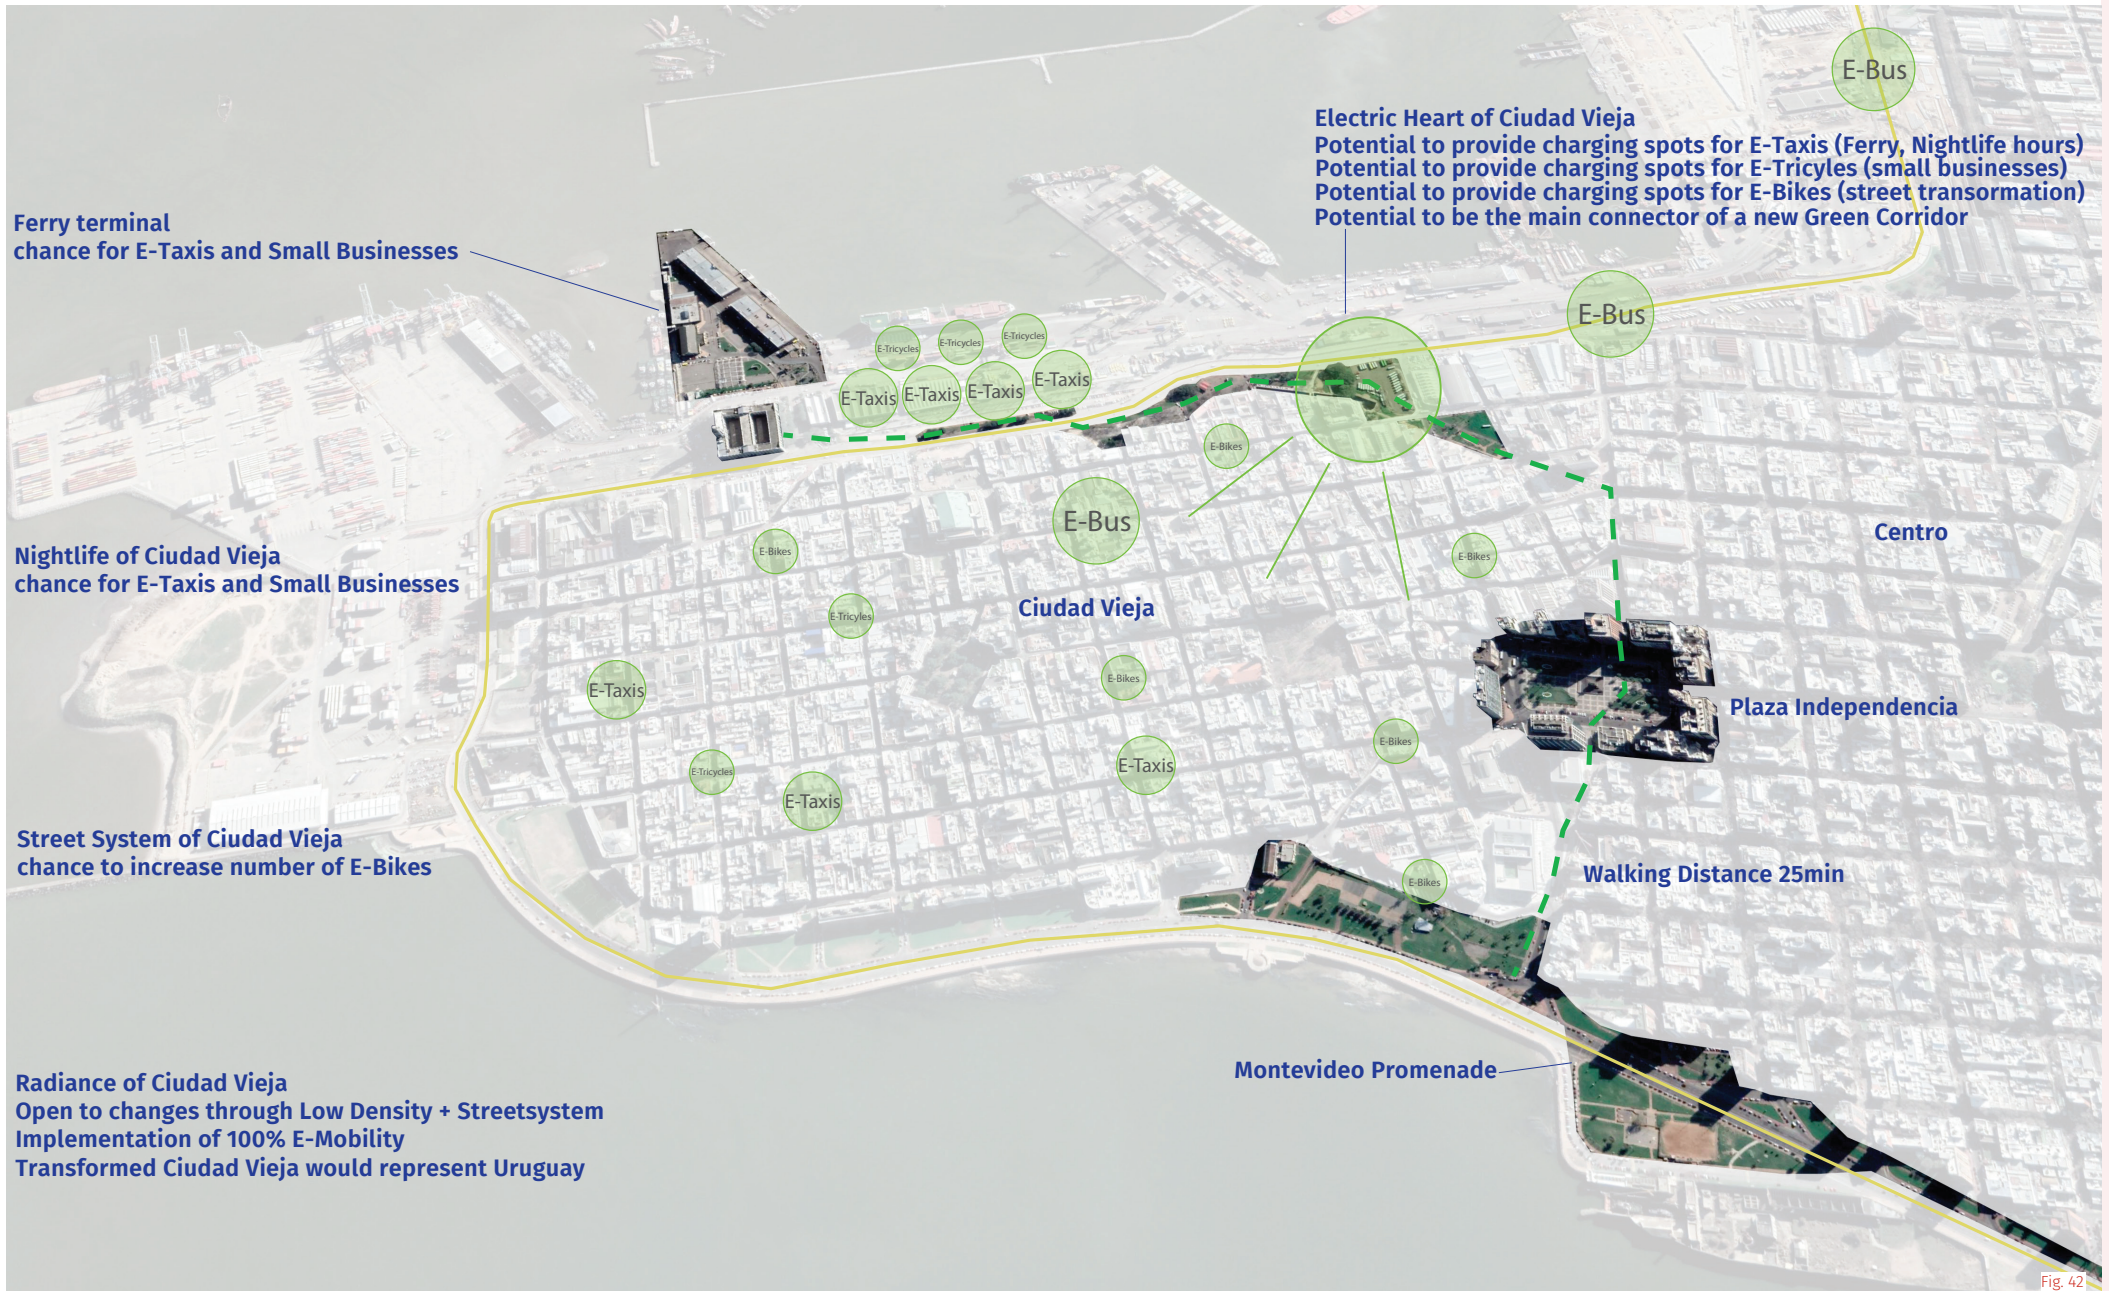 E-Bus
Electric Heart of Ciudad Vieja
Potential to provide charging spots for E-Taxis (Ferry, Nightlife hours)
Potential to provide charging spots for E-Tricyles (small businesses)
Potential to provide charging spots for E-Bikes (street transormation)
Potential to be the main connector of a new Green Corridor
Ferry terminal
chance for E-Taxis and Small Businesses
E-Bus
E-Tricycles
E-Tricycles
E-Tricycles
E-Taxis
E-Taxis
E-Taxis
E-Taxis
E-Bikes
E-Bus
Centro
Nightlife of Ciudad Vieja
chance for E-Taxis and Small Businesses
E-Bikes
E-Bikes
Ciudad Vieja
E-Tricyles
E-Taxis
E-Bikes
Plaza Independencia
E-Bikes
E-Tricycles
E-Taxis
E-Taxis
Street System of Ciudad Vieja
chance to increase number of E-Bikes
Walking Distance 25min
E-Bikes
Montevideo Promenade
Radiance of Ciudad Vieja
Open to changes through Low Density + Streetsystem
Implementation of 100% E-Mobility
Transformed Ciudad Vieja would represent Uruguay
Fig. 42